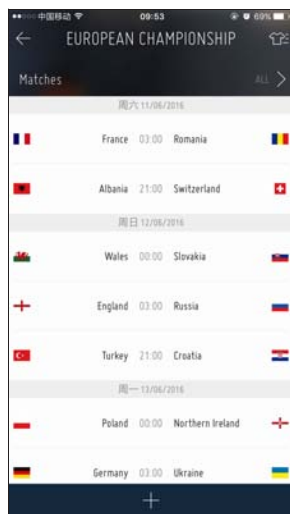 中国移动 09:53 69%
EUROPEAN CHAMPIONSHIP
Matches ALL
周六 11/06/2016
France 03:00 Romania
Albania 21:00 Switzerland
周日 12/06/2016
Wales 00:00 Slovakia
England 03:00 Russia
Turkey 21:00 Croatia
周一 13/06/2016
Poland 00:00 Northern Ireland
Germany 03:00 Ukraine